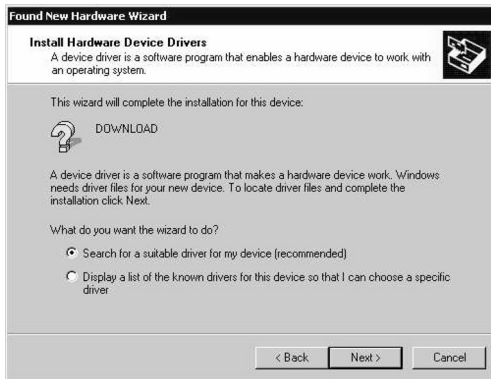 Found New Hardware Wizard
Install Hardware Device Drivers
A device driver is a software program that enables a hardware device to work with
an operating system.
This wizard will complete the installation for this device:
DOWNLOAD
A device driver is a software program that makes a hardware device work. Windows
needs driver files for your new device. To locate driver files and complete the
installation click Next.
What do you want the wizard to do?
Search for a suitable driver for my device (recommended)
Display a list of the known drivers for this device so that I can choose a specific
driver
< Back
Next >
Cancel